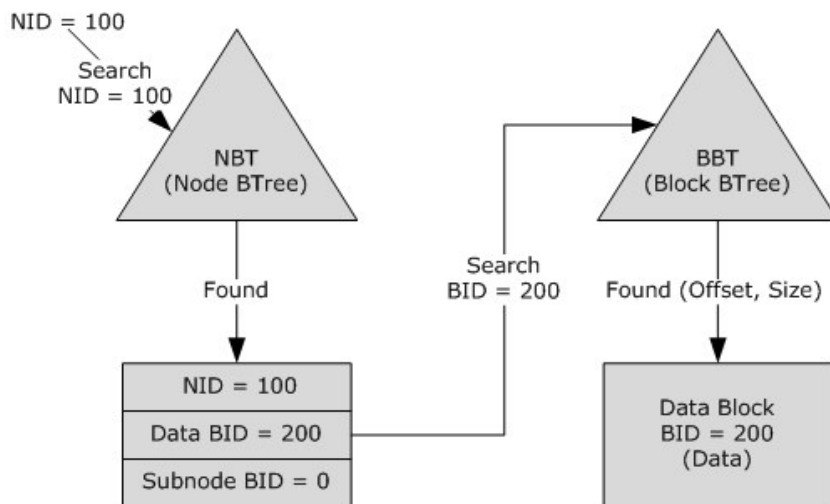 NID = 100
Search
NID = 100
NBT
(Node BTree)
Found
NID = 100
Data BID = 200
Subnode BID = 0
Search
BID = 200
BBT
(Block BTree)
Found (Offset, Size)
Data Block
BID = 200
(Data)